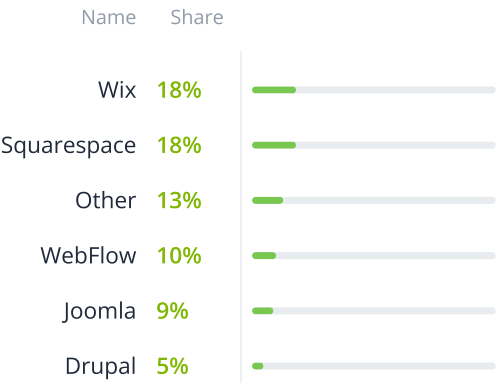 Name Share
Wix 18%
Squarespace 18%
Other 13%
WebFlow 10%
Joomla 9%
Drupal 5%